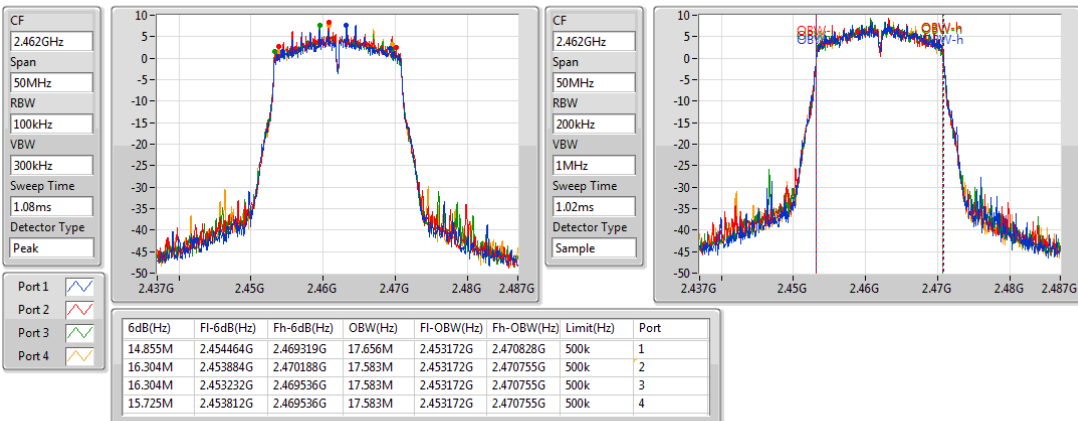 CF
2.462GHz
Span
50MHz
RBW
100kHz
VBW
300kHz
Sweep Time
1.08ms
Detector Type
Peak
10
5
0
-5
-10
-15
-20
-25
-30
-35
-40
-45
-50
2.437G 2.45G 2.46G 2.47G 2.48G 2.487G
CF
2.462GHz
Span
50MHz
RBW
200kHz
VBW
1MHz
Sweep Time
1.02ms
Detector Type
Sample
10
5
0
-5
-10
-15
-20
-25
-30
-35
-40
-45
-50
OBW-h
OBW-h
2.437G 2.45G 2.46G 2.47G 2.48G 2.487G
Port 1
Port 2
Port 3
Port 4
6dB(Hz) Fl-6dB(Hz) Fh-6dB(Hz) OBW(Hz) Fl-OBW(Hz) Fh-OBW(Hz) Limit(Hz) Port
14.855M 2.454464G 2.469319G 17.656M 2.453172G 2.470828G 500k 1
16.304M 2.453884G 2.470188G 17.583M 2.453172G 2.470755G 500k 2
16.304M 2.453232G 2.469536G 17.583M 2.453172G 2.470755G 500k 3
15.725M 2.453812G 2.469536G 17.583M 2.453172G 2.470755G 500k 4